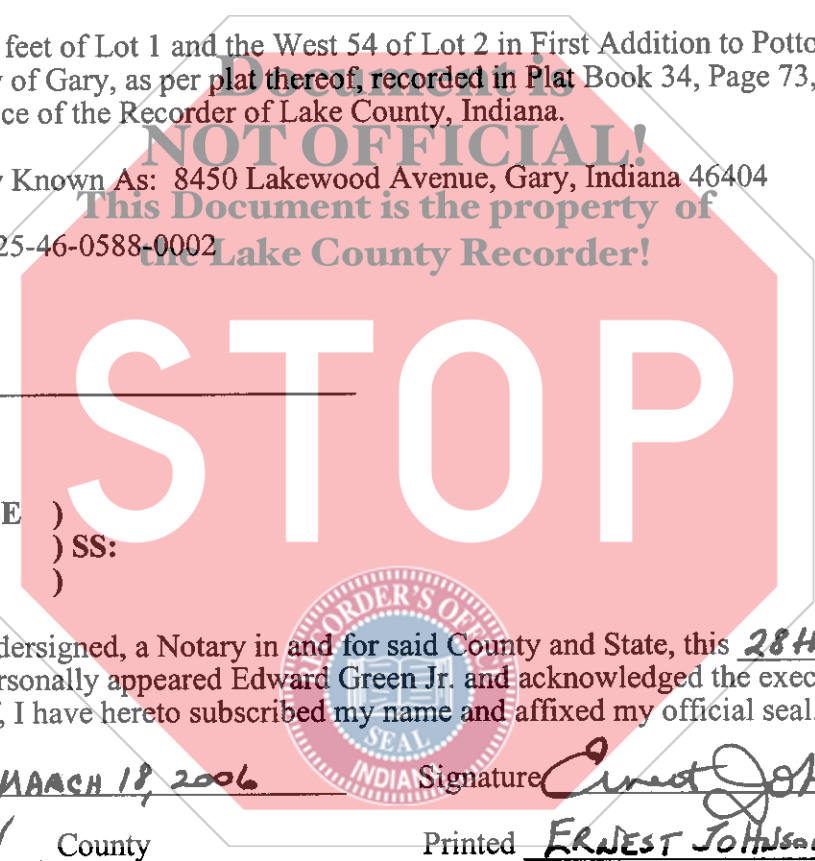 feet of Lot 1 and the West 54 of Lot 2 in First Addition to Potto
of Gary, as per plat thereof, recorded in Plat Book 34, Page 73,
ce of the Recorder of Lake County, Indiana.
Document is
NOT OFFICIAL!
Known As: 8450 Lakewood Avenue, Gary, Indiana 46404
This Document is the property of
25-46-0588-0002
the Lake County Recorder!
STOP
E )
) SS:
)
dersigned, a Notary in and for said County and State, this 28th
ersonally appeared Edward Green Jr. and acknowledged the exec
, I have hereto subscribed my name and affixed my official seal.
RECORDER'S OFFICE
SEAL
INDIANA
MARCH 18, 2006 Signature
County Printed ERNEST JOHNSON